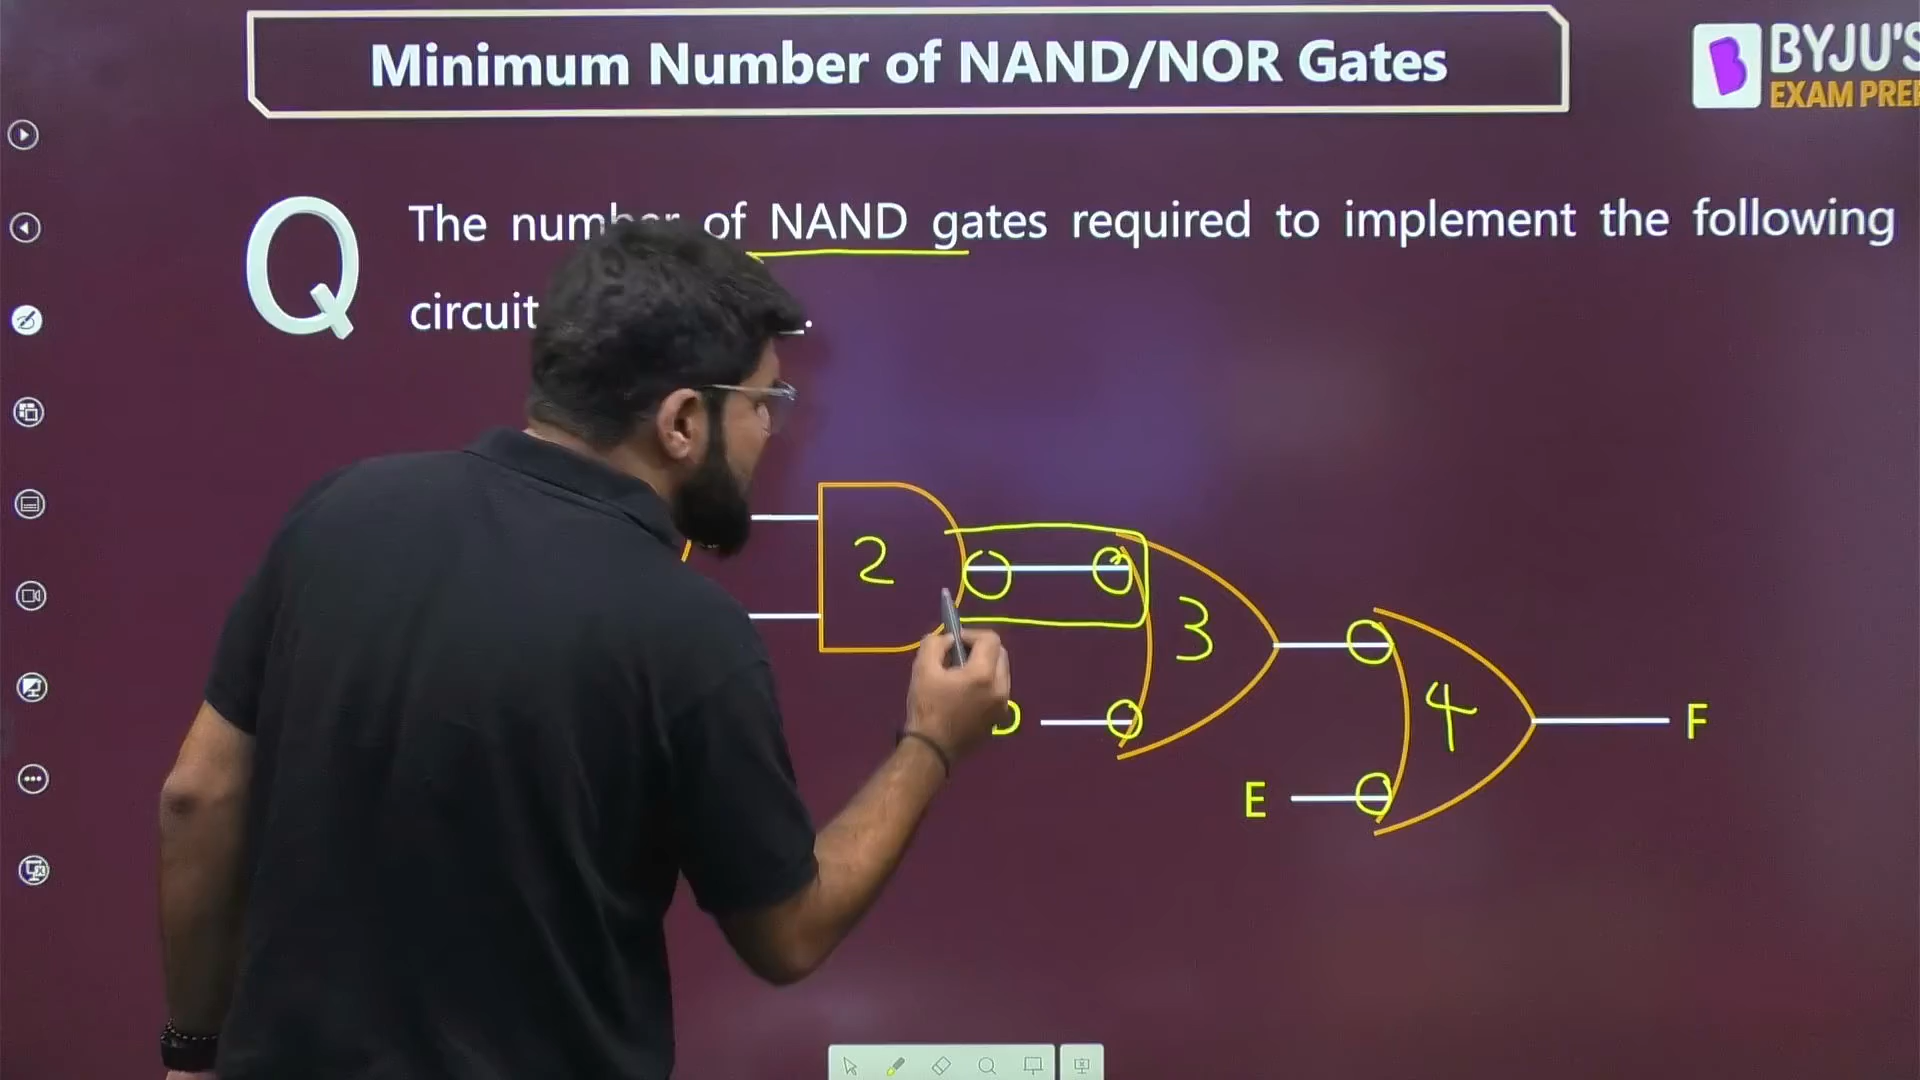 Minimum Number of NAND/NOR Gates
BYJU'S
EXAM PREP
Q
The number of NAND gates required to implement the following
circuit .
2
3
4
D
E
F